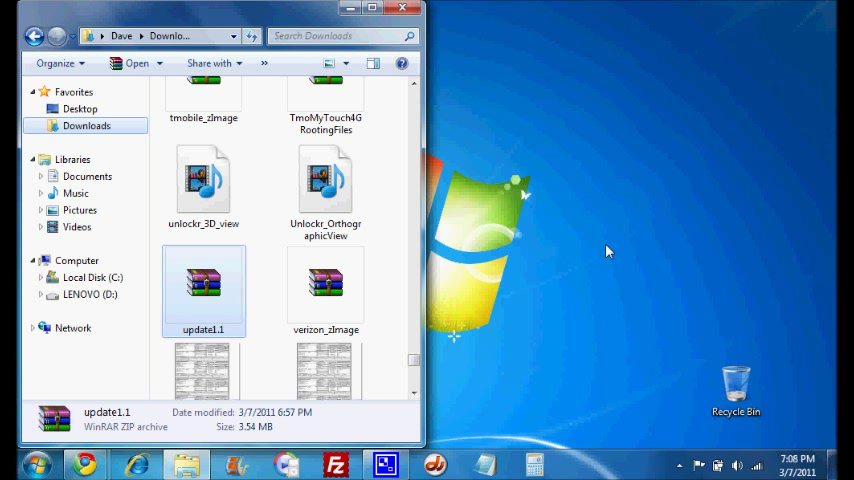 Dave
Downlo...
Search Downloads
Organize
Open
Share with
»
Favorites
Desktop
Downloads
Libraries
Documents
Music
Pictures
Videos
Computer
Local Disk (C:)
LENOVO (D:)
Network
tmobile_zImage
TmoMyTouch4G
RootingFiles
unlockr_3D_view
Unlockr_Orthogr
aphicView
update1.1
verizon_zImage
update1.1
Date modified: 3/7/2011 6:57 PM
WinRAR ZIP archive
Size: 3.54 MB
Recycle Bin
Fz
7:08 PM
3/7/2011